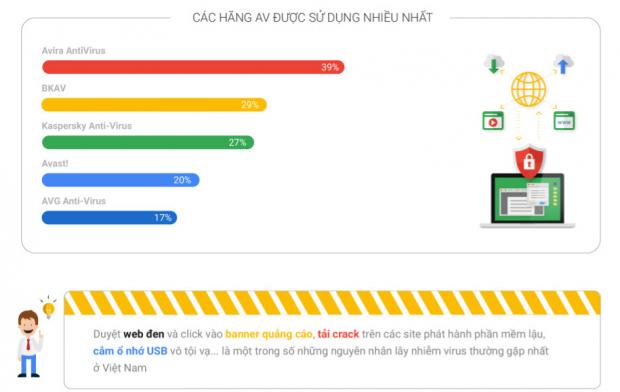 CÁC HÃNG AV ĐƯỢC SỬ DỤNG NHIỀU NHẤT
Avira AntiVirus
39%
BKAV
29%
Kaspersky Anti-Virus
27%
Avast!
20%
AVG Anti-Virus
17%
WWW
Duyệt web đen và click vào banner quảng cáo, tải crack trên các site phát hành phần mềm lậu,
cắm ổ nhớ USB vô tội vạ... là một trong số những nguyên nhân lây nhiễm virus thường gặp nhất
ở Việt Nam